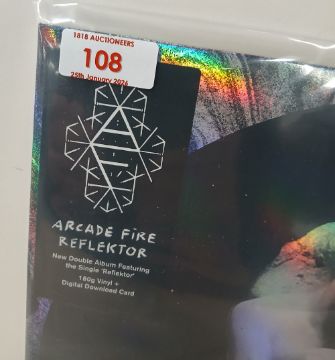 1818 AUCTIONEERS
108
25th January 2026
ARCADE FiRE
REFLEKTOR
New Double Album Featuring
the Single 'Reflektor'
180g Vinyl +
Digital Download Card